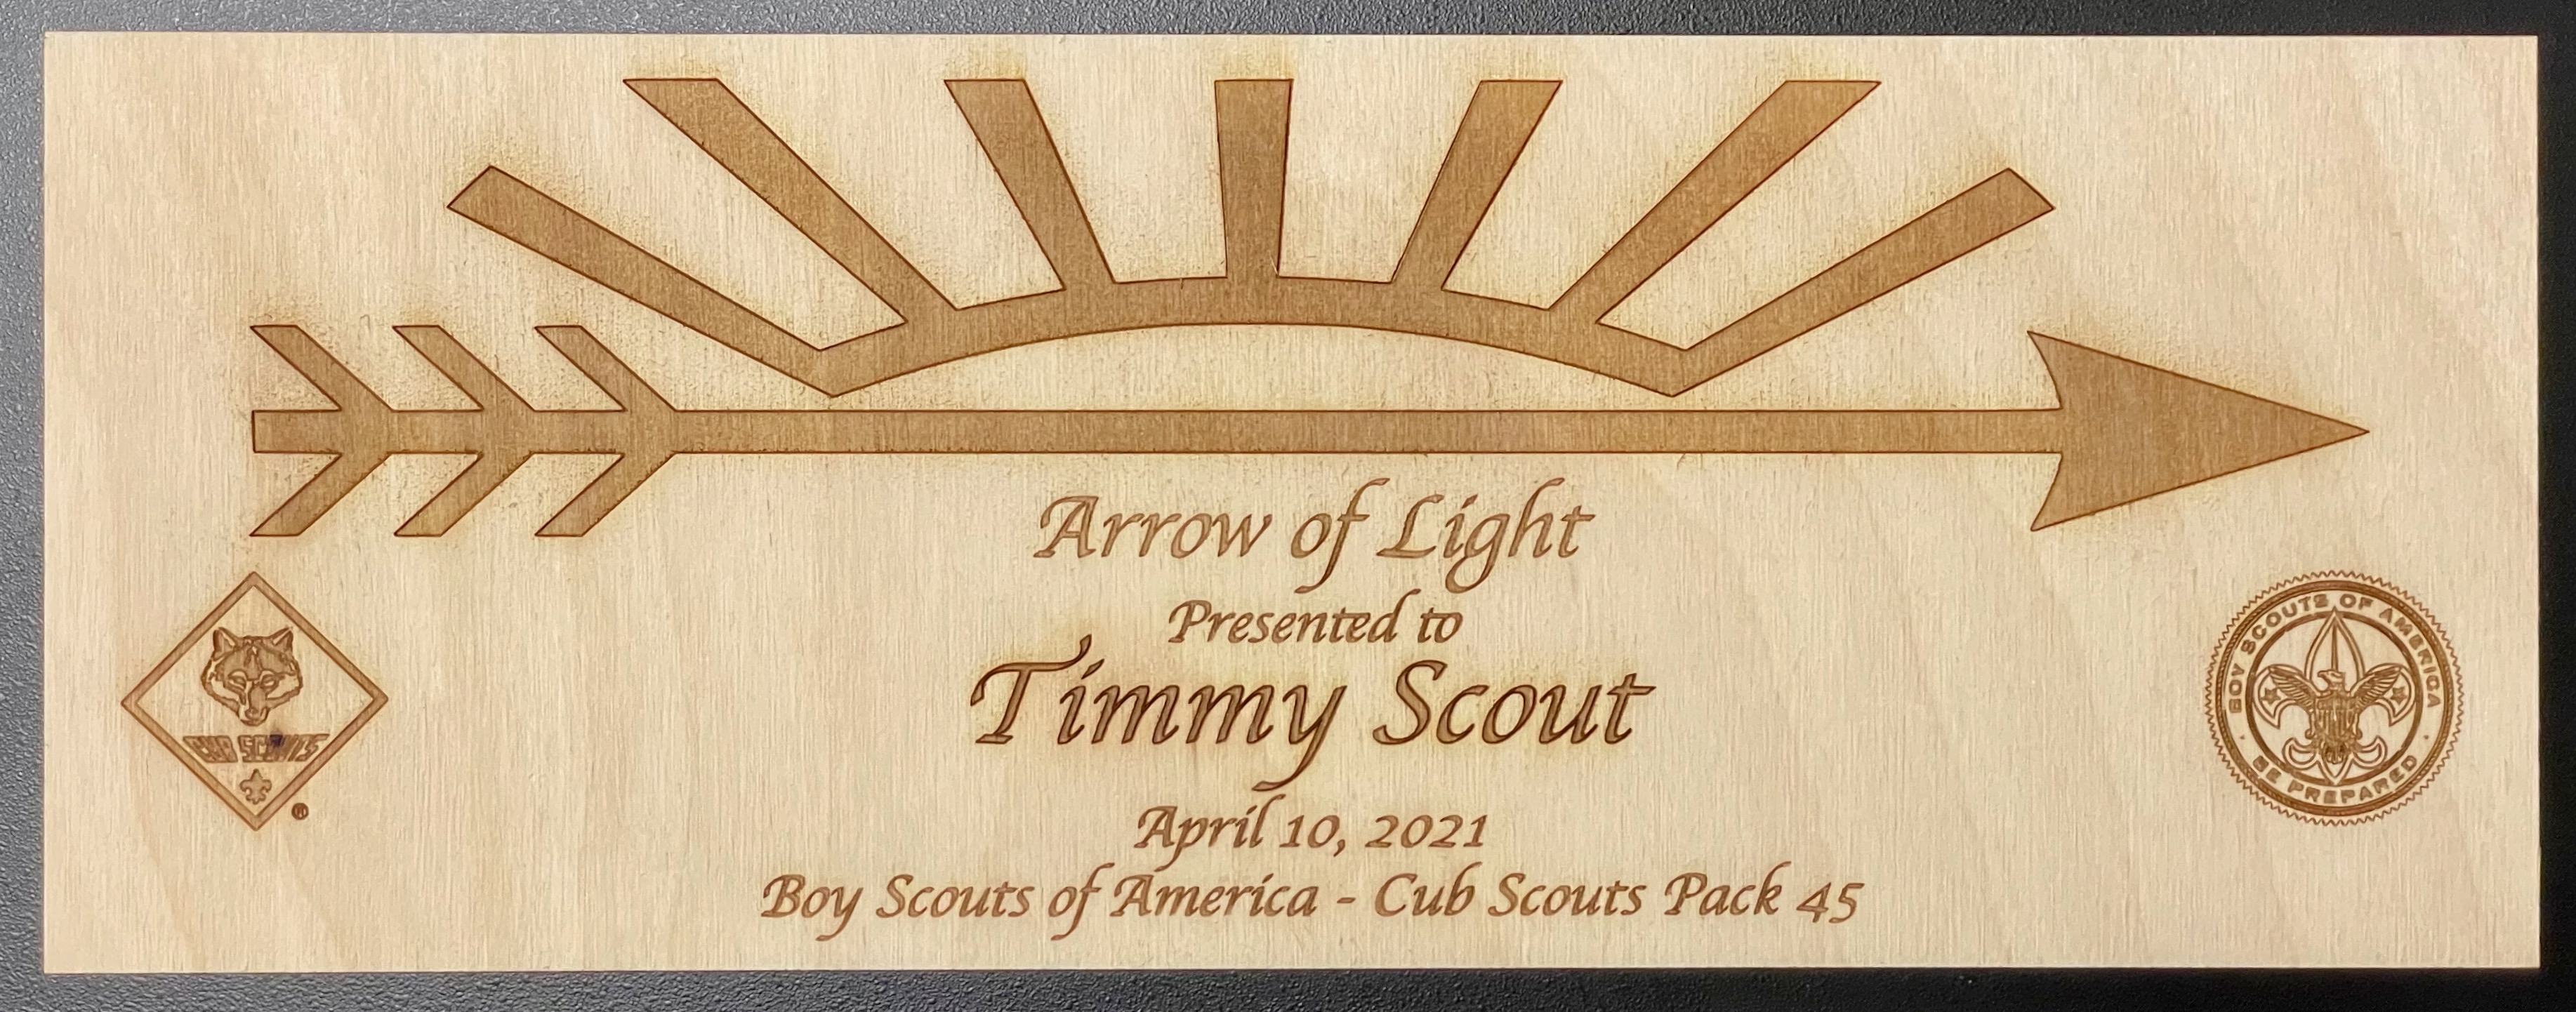 Arrow of Light
Presented to
Timmy Scout
April 10, 2021
Boy Scouts of America - Cub Scouts Pack 45
CUB SCOUTS
®
BOY SCOUTS OF AMERICA
BE PREPARED